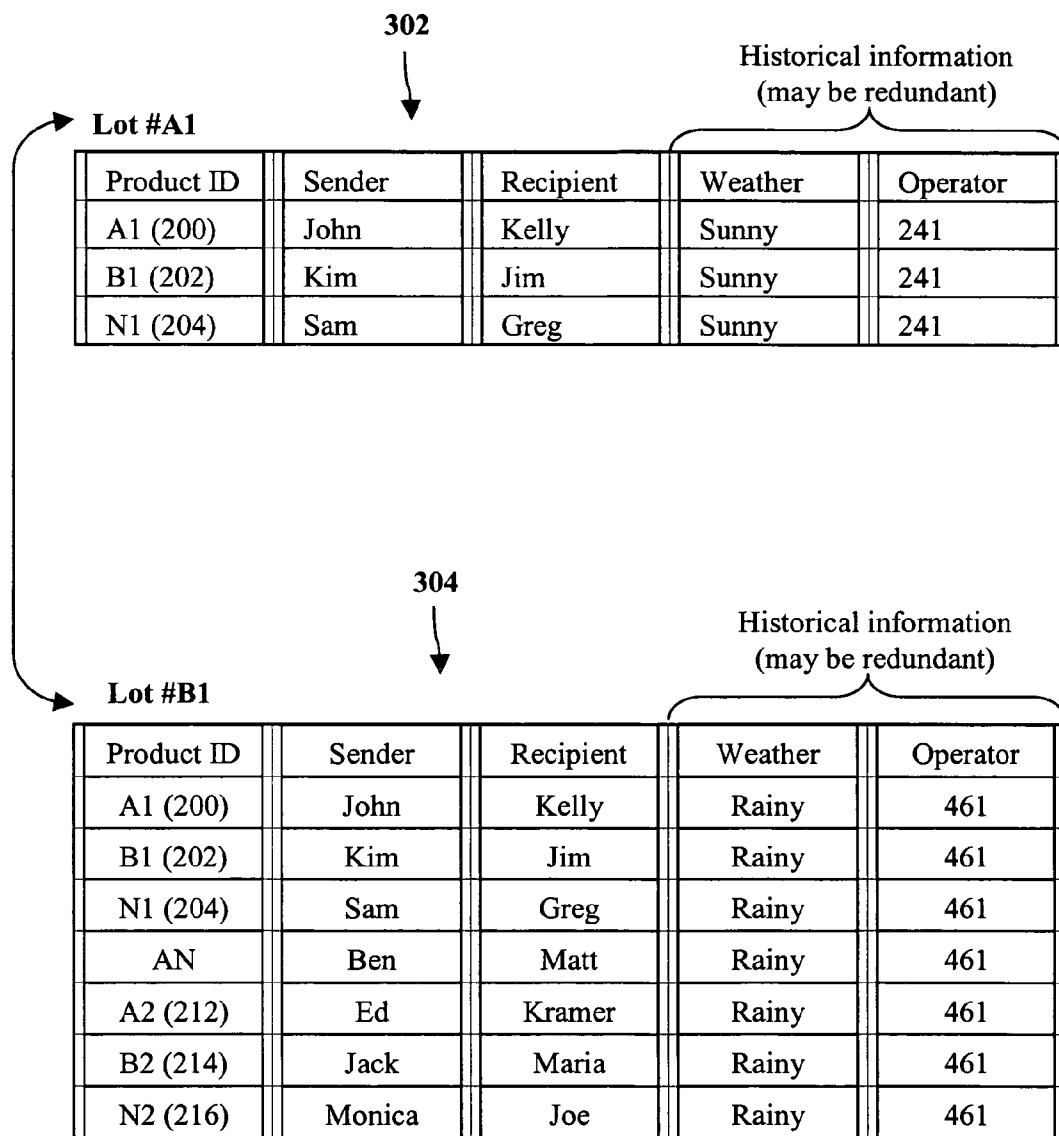 302
Historical information
(may be redundant)
Lot #A1
Product ID Sender Recipient Weather Operator
A1 (200) John Kelly Sunny 241
B1 (202) Kim Jim Sunny 241
N1 (204) Sam Greg Sunny 241
304
Historical information
(may be redundant)
Lot #B1
Product ID Sender Recipient Weather Operator
A1 (200) John Kelly Rainy 461
B1 (202) Kim Jim Rainy 461
N1 (204) Sam Greg Rainy 461
AN Ben Matt Rainy 461
A2 (212) Ed Kramer Rainy 461
B2 (214) Jack Maria Rainy 461
N2 (216) Monica Joe Rainy 461